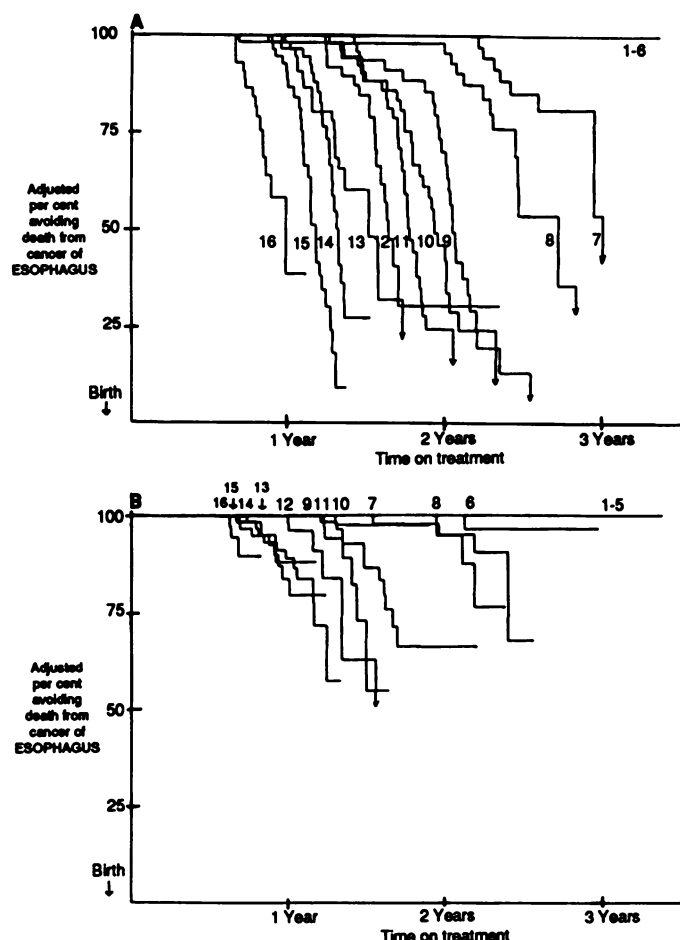 A
100
1-6
75
Adjusted
per cent
avoiding
death from
cancer of
ESOPHAGUS
50
16 15 14 13 12 11 10 9 8 7
25
Birth
↓
1 Year 2 Years 3 Years
Time on treatment
15 13
B 16↓14 ↓ 12 9 11 10 7 8 6 1-5
100
75
Adjusted
per cent
avoiding
death from
cancer of
ESOPHAGUS
50
25
Birth
↓
1 Year 2 Years 3 Years
Time on treatment